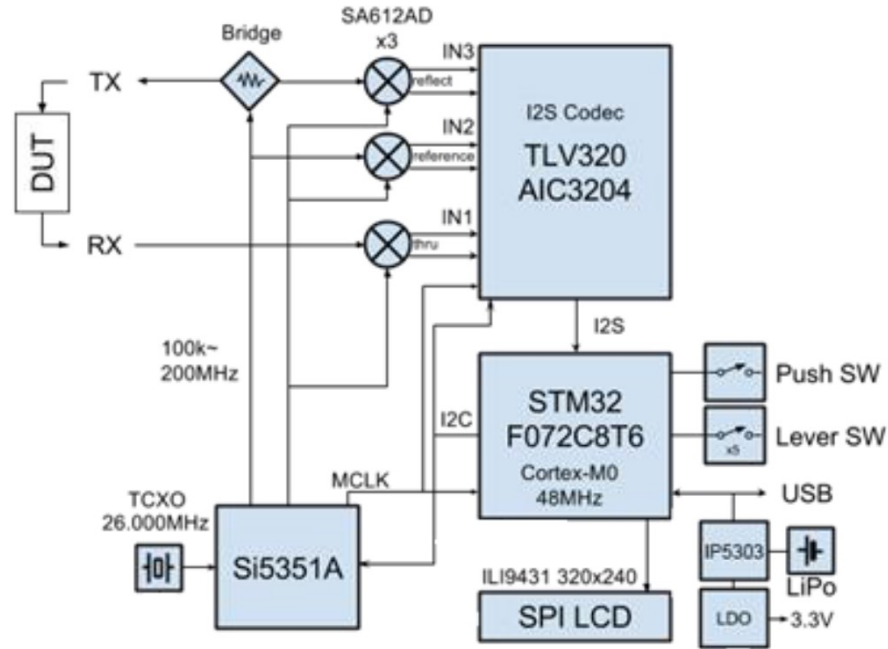 SA612AD
x3
Bridge
IN3
TX
reflect
I2S Codec
IN2
TLV320
AIC3204
reference
DUT
IN1
RX
thru
I2S
100k~
200MHz
Push SW
STM32
F072C8T6
I2C
Lever SW
x5
Cortex-M0
48MHz
MCLK
TCXO
26.000MHz
USB
IP5303
Si5351A
ILI9431 320x240
LiPo
SPI LCD
LDO
3.3V